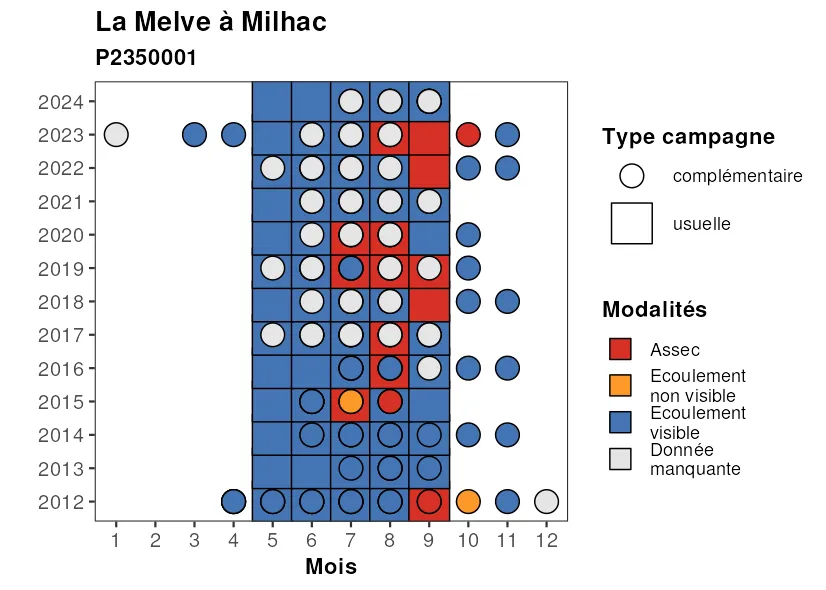 La Melve à Milhac
P2350001
2024
2023
2022
2021
2020
2019
2018
2017
2016
2015
2014
2013
2012
1 2 3 4 5 6 7 8 9 10 11 12
Mois
Type campagne
complémentaire
usuelle
Modalités
Assec
Ecoulement
non visible
Ecoulement
visible
Donnée
manquante